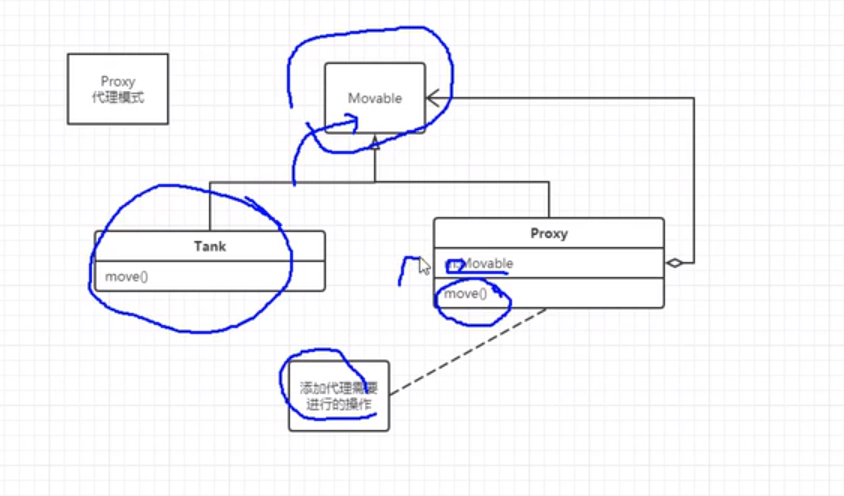 Proxy
代理模式
Movable
Tank
move()
Proxy
Movable
move()
添加代理需要
进行的操作